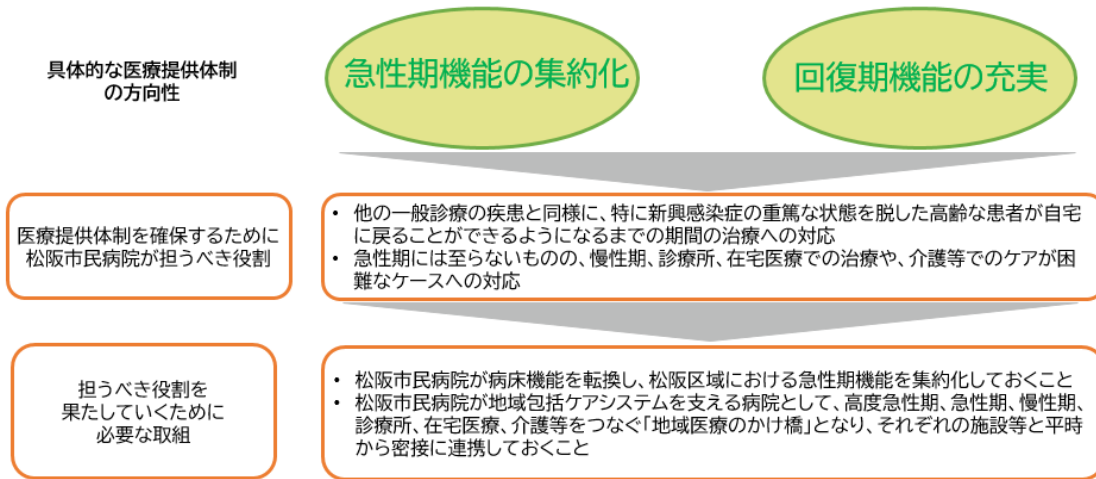 具体的な医療提供体制
の方向性
急性期機能の集約化
回復期機能の充実
医療提供体制を確保するために
松阪市民病院が担うべき役割
• 他の一般診療の疾患と同様に、特に新興感染症の重篤な状態を脱した高齢な患者が自宅
に戻ることができるようになるまでの期間の治療への対応
• 急性期には至らないものの、慢性期、診療所、在宅医療での治療や、介護等でのケアが困
難なケースへの対応
担うべき役割を
果たしていくために
必要な取組
• 松阪市民病院が病床機能を転換し、松阪区域における急性期機能を集約化しておくこと
• 松阪市民病院が地域包括ケアシステムを支える病院として、高度急性期、急性期、慢性期、
診療所、在宅医療、介護等をつなぐ「地域医療のかけ橋」となり、それぞれの施設等と平時
から密接に連携しておくこと